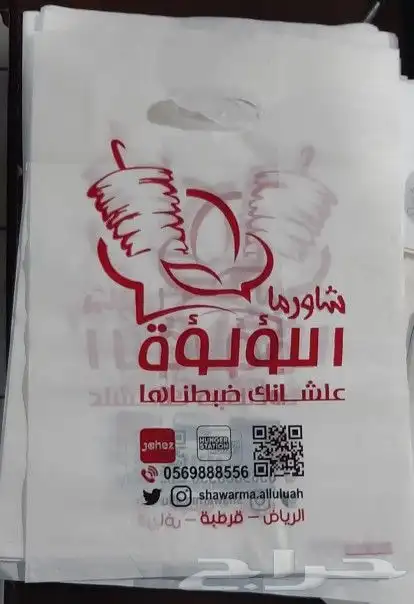 شاورما
اللؤلؤة
علشانك ضبطناها
Jahez
HUNGER STATION
0569888556
shawarma.alluluah
الرياض – قرطبة –
حراج